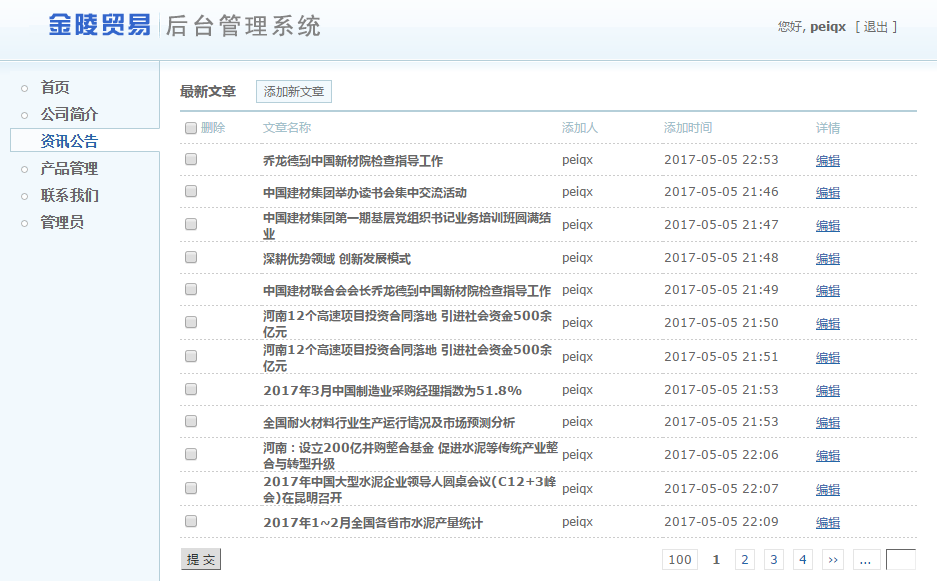 金陵贸易 后台管理系统
您好, peiqx [ 退出 ]
首页
公司简介
资讯公告
产品管理
联系我们
管理员
最新文章 添加新文章
删除 文章名称 添加人 添加时间 详情
乔龙德到中国新材院检查指导工作 peiqx 2017-05-05 22:53 编辑
中国建材集团举办读书会集中交流活动 peiqx 2017-05-05 21:46 编辑
中国建材集团第一期基层党组织书记业务培训班圆满结
业 peiqx 2017-05-05 21:47 编辑
深耕优势领域 创新发展模式 peiqx 2017-05-05 21:48 编辑
中国建材联合会会长乔龙德到中国新材院检查指导工作 peiqx 2017-05-05 21:49 编辑
河南12个高速项目投资合同落地 引进社会资金500余
亿元 peiqx 2017-05-05 21:50 编辑
河南12个高速项目投资合同落地 引进社会资金500余
亿元 peiqx 2017-05-05 21:51 编辑
2017年3月中国制造业采购经理指数为51.8% peiqx 2017-05-05 21:53 编辑
全国耐火材料行业生产运行情况及市场预测分析 peiqx 2017-05-05 21:53 编辑
河南：设立200亿并购整合基金 促进水泥等传统产业整
合与转型升级 peiqx 2017-05-05 22:06 编辑
2017年中国大型水泥企业领导人圆桌会议(C12+3峰
会)在昆明召开 peiqx 2017-05-05 22:07 编辑
2017年1~2月全国各省市水泥产量统计 peiqx 2017-05-05 22:09 编辑
提 交 100 1 2 3 4 ›› ...